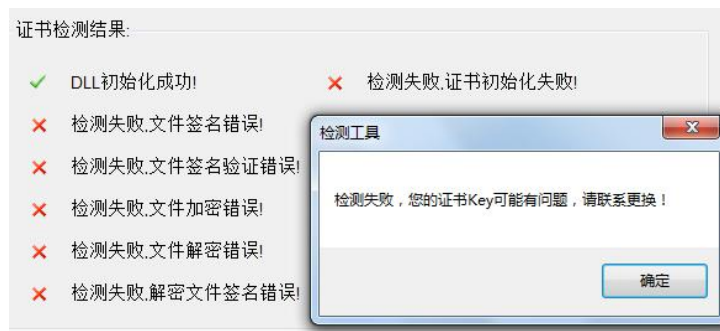 证书检测结果:
DLL初始化成功!
检测失败,证书初始化失败!
检测失败,文件签名错误!
检测失败,文件签名验证错误!
检测失败,文件加密错误!
检测失败,文件解密错误!
检测失败,解密文件签名错误!
检测工具
检测失败，您的证书Key可能有问题，请联系更换！
确定